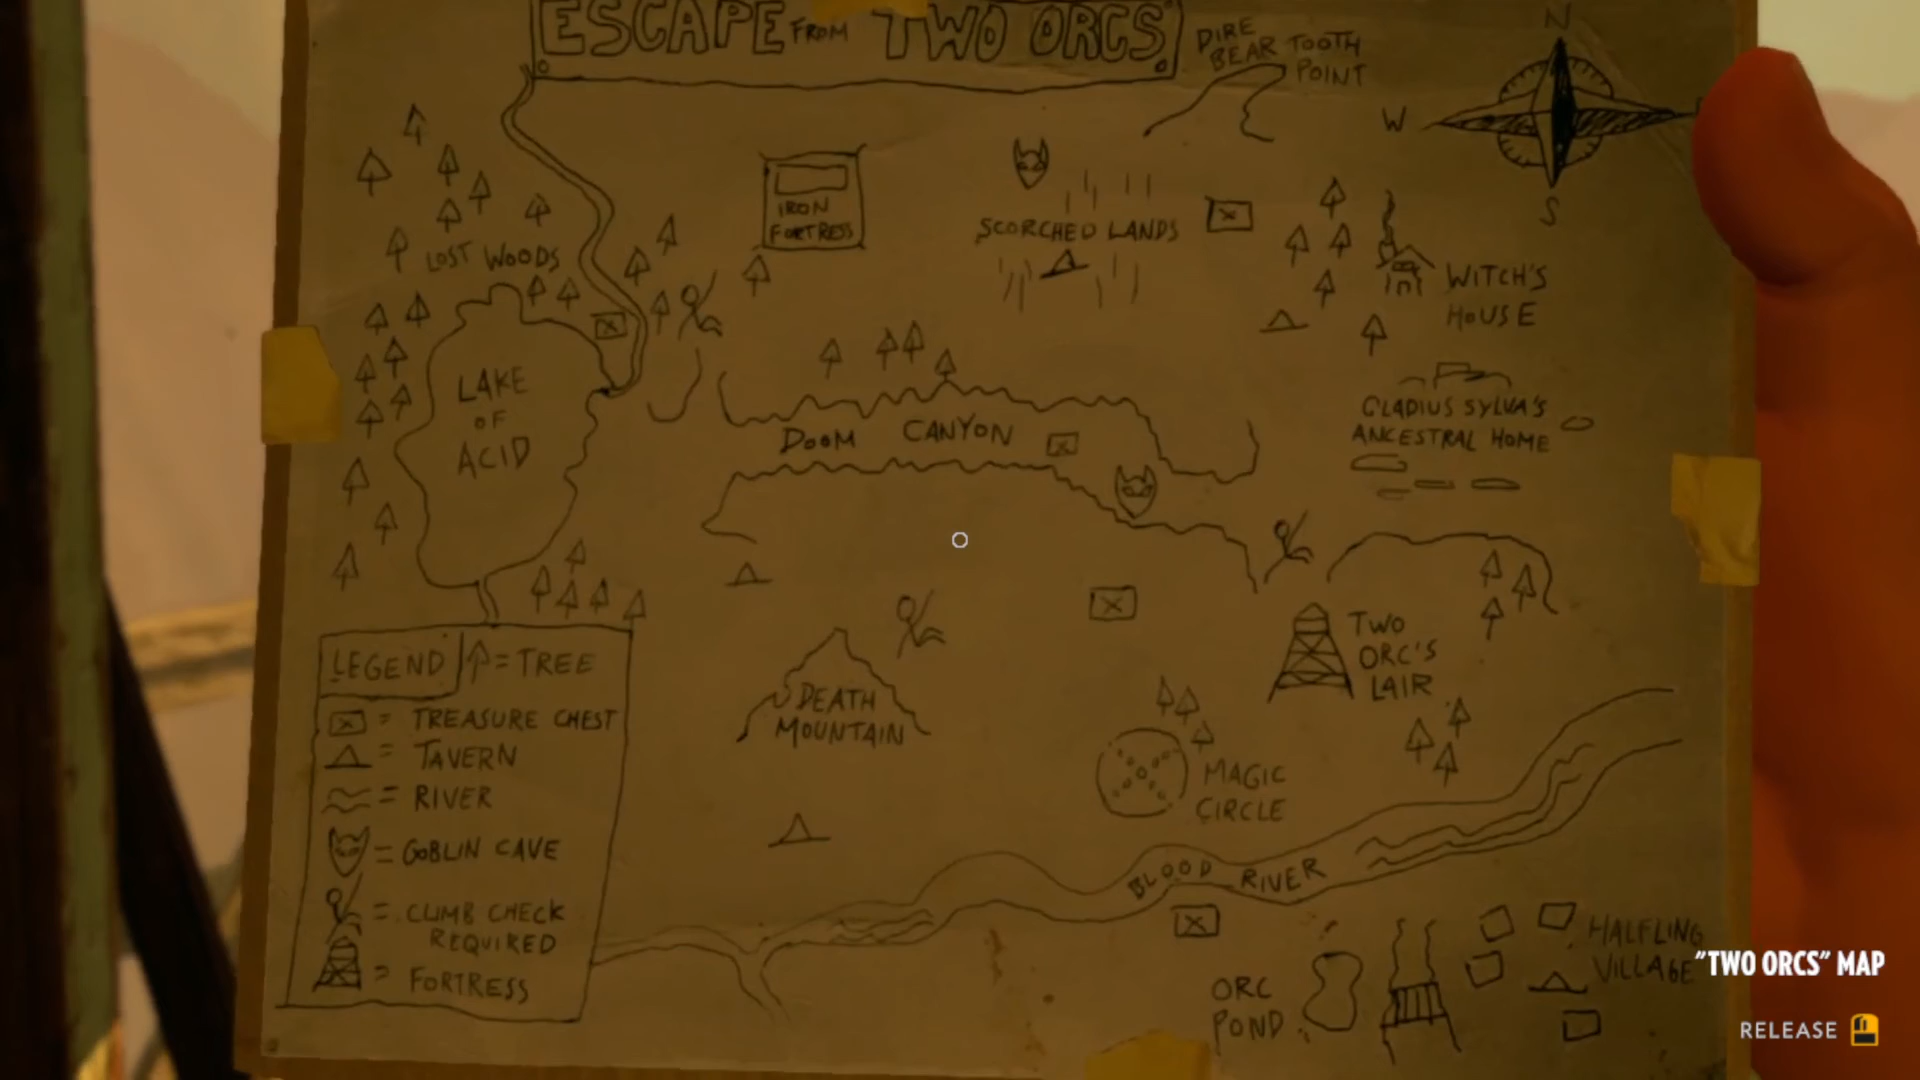 ESCAPE FROM TWO ORCS
DIRE
BEAR TOOTH
POINT
N
W
S
IRON
FORTRESS
SCORCHED LANDS
LOST WOODS
WITCH'S
HOUSE
LAKE
OF
ACID
DOOM CANYON
GLADIUS SYLVA'S
ANCESTRAL HOME
TWO
ORC'S
LAIR
LEGEND
= TREE
= TREASURE CHEST
= TAVERN
= RIVER
= GOBLIN CAVE
= CLIMB CHECK
REQUIRED
= FORTRESS
DEATH
MOUNTAIN
MAGIC
CIRCLE
BLOOD RIVER
ORC
POND
HALFLING
VILLAGE
"TWO ORCS" MAP
RELEASE